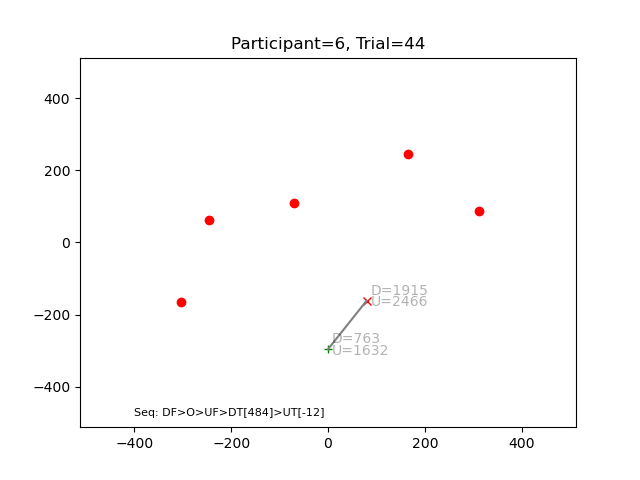 Participant=6, Trial=44
400
200
0
−200
−400
D=1915
U=2466
D=763
U=1632
Seq: DF>O>UF>DT[484]>UT[-12]
−400 −200 0 200 400